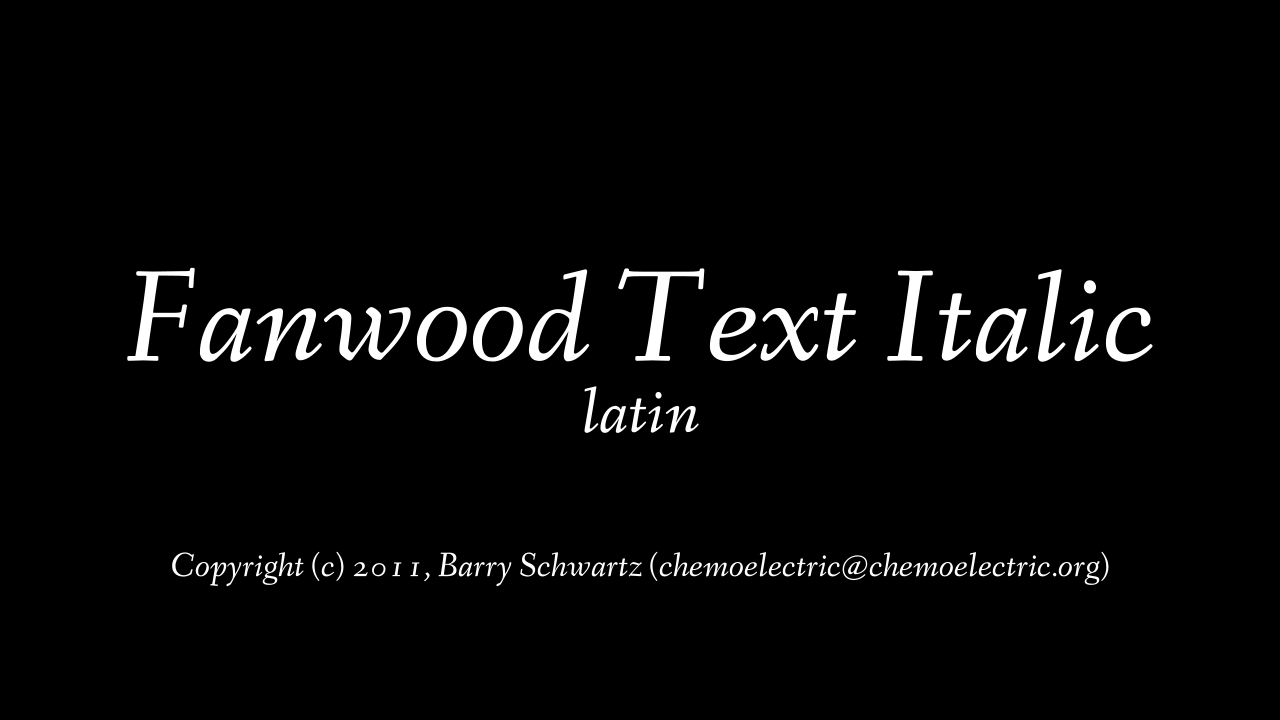 Fanwood Text Italic
latin
Copyright (c) 2011, Barry Schwartz (chemoelectric@chemoelectric.org)